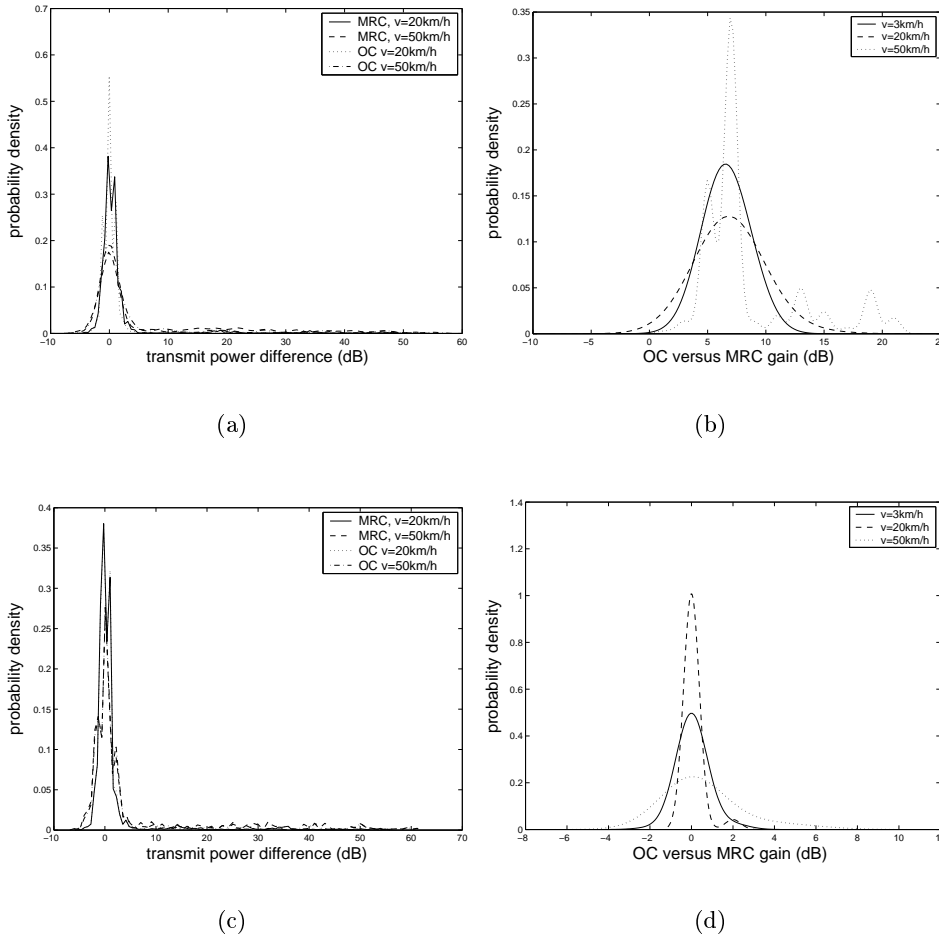 0.7
0.6
0.5
0.4
0.3
0.2
0.1
0
−10
0
10
20
30
40
50
60
probability density
transmit power difference (dB)
MRC, v=20km/h
MRC, v=50km/h
OC v=20km/h
OC v=50km/h
(a)
0.35
0.3
0.25
0.2
0.15
0.1
0.05
0
−10
−5
0
5
10
15
20
probability density
OC versus MRC gain (dB)
v=3km/h
v=20km/h
v=50km/h
(b)
0.4
0.35
0.3
0.25
0.2
0.15
0.1
0.05
0
−10
0
10
20
30
40
50
60
70
probability density
transmit power difference (dB)
MRC, v=20km/h
MRC, v=50km/h
OC v=20km/h
OC v=50km/h
(c)
1.4
1.2
1
0.8
0.6
0.4
0.2
0
−8
−6
−4
−2
0
2
4
6
8
10
probability density
OC versus MRC gain (dB)
v=3km/h
v=20km/h
v=50km/h
(d)